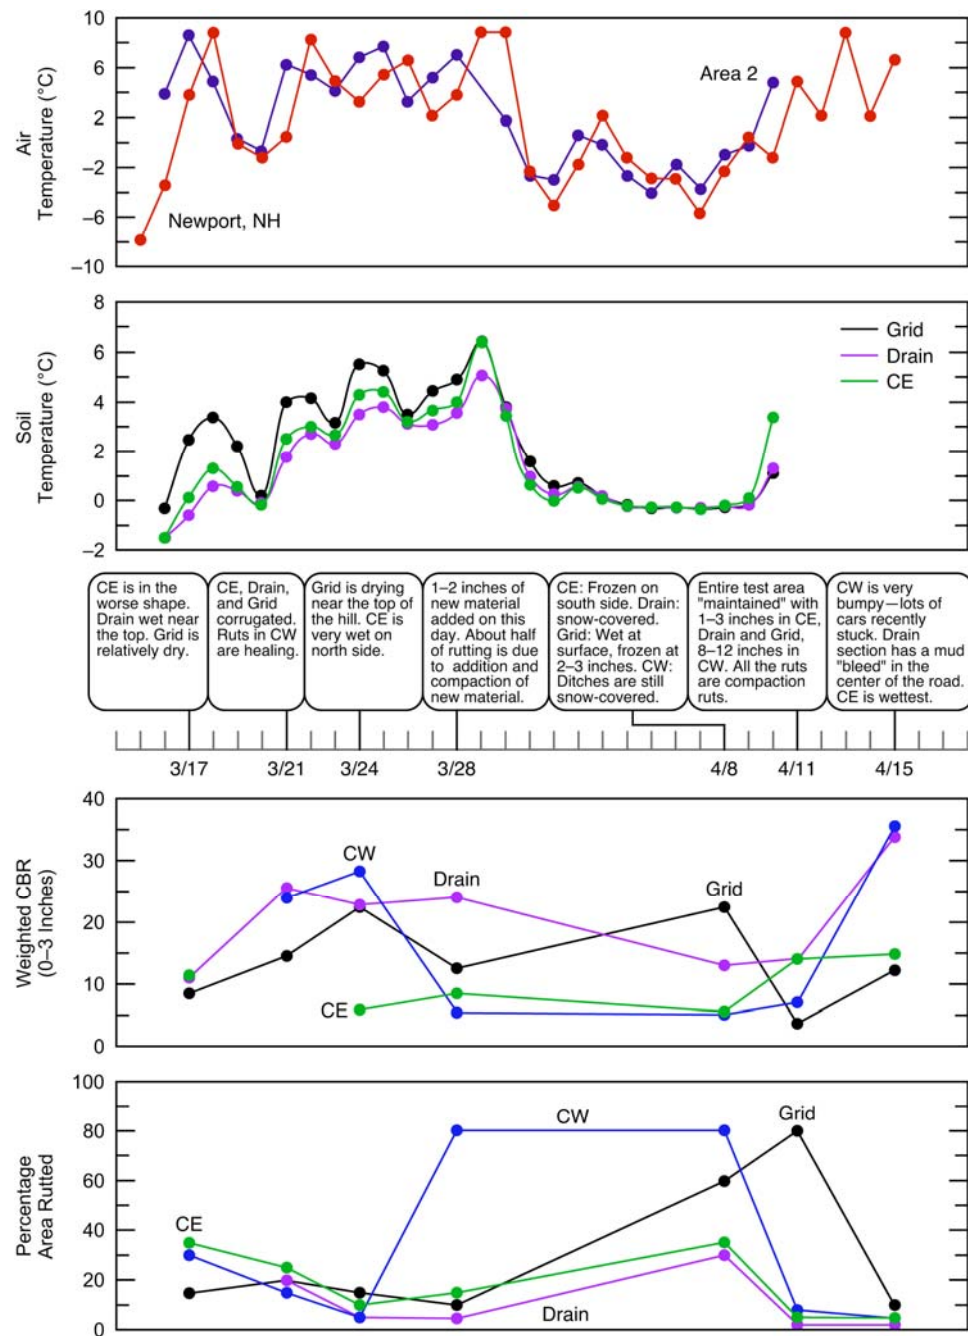 10
6
2
–2
–6
–10
Air
Temperature (°C)
Area 2
Newport, NH
8
6
4
2
0
–2
Soil
Temperature (°C)
Grid
Drain
CE
CE is in the
worse shape.
Drain wet near
the top. Grid is
relatively dry.
CE, Drain,
and Grid
corrugated.
Ruts in CW
are healing.
Grid is drying
near the top of
the hill. CE is
very wet on
north side.
1–2 inches of
new material
added on this
day. About half
of rutting is due
to addition and
compaction of
new material.
CE: Frozen on
south side. Drain:
snow-covered.
Grid: Wet at
surface, frozen at
2–3 inches. CW:
Ditches are still
snow-covered.
Entire test area
"maintained" with
1–3 inches in CE,
Drain and Grid,
8–12 inches in
CW. All the ruts
are compaction
ruts.
CW is very
bumpy—lots of
cars recently
stuck. Drain
section has a mud
"bleed" in the
center of the road.
CE is wettest.
3/17 3/21 3/24 3/28 4/8 4/11 4/15
40
30
20
10
0
Weighted CBR
(0–3 Inches)
CW
Drain
Grid
CE
100
80
60
40
20
0
Percentage
Area Rutted
CW
Grid
CE
Drain